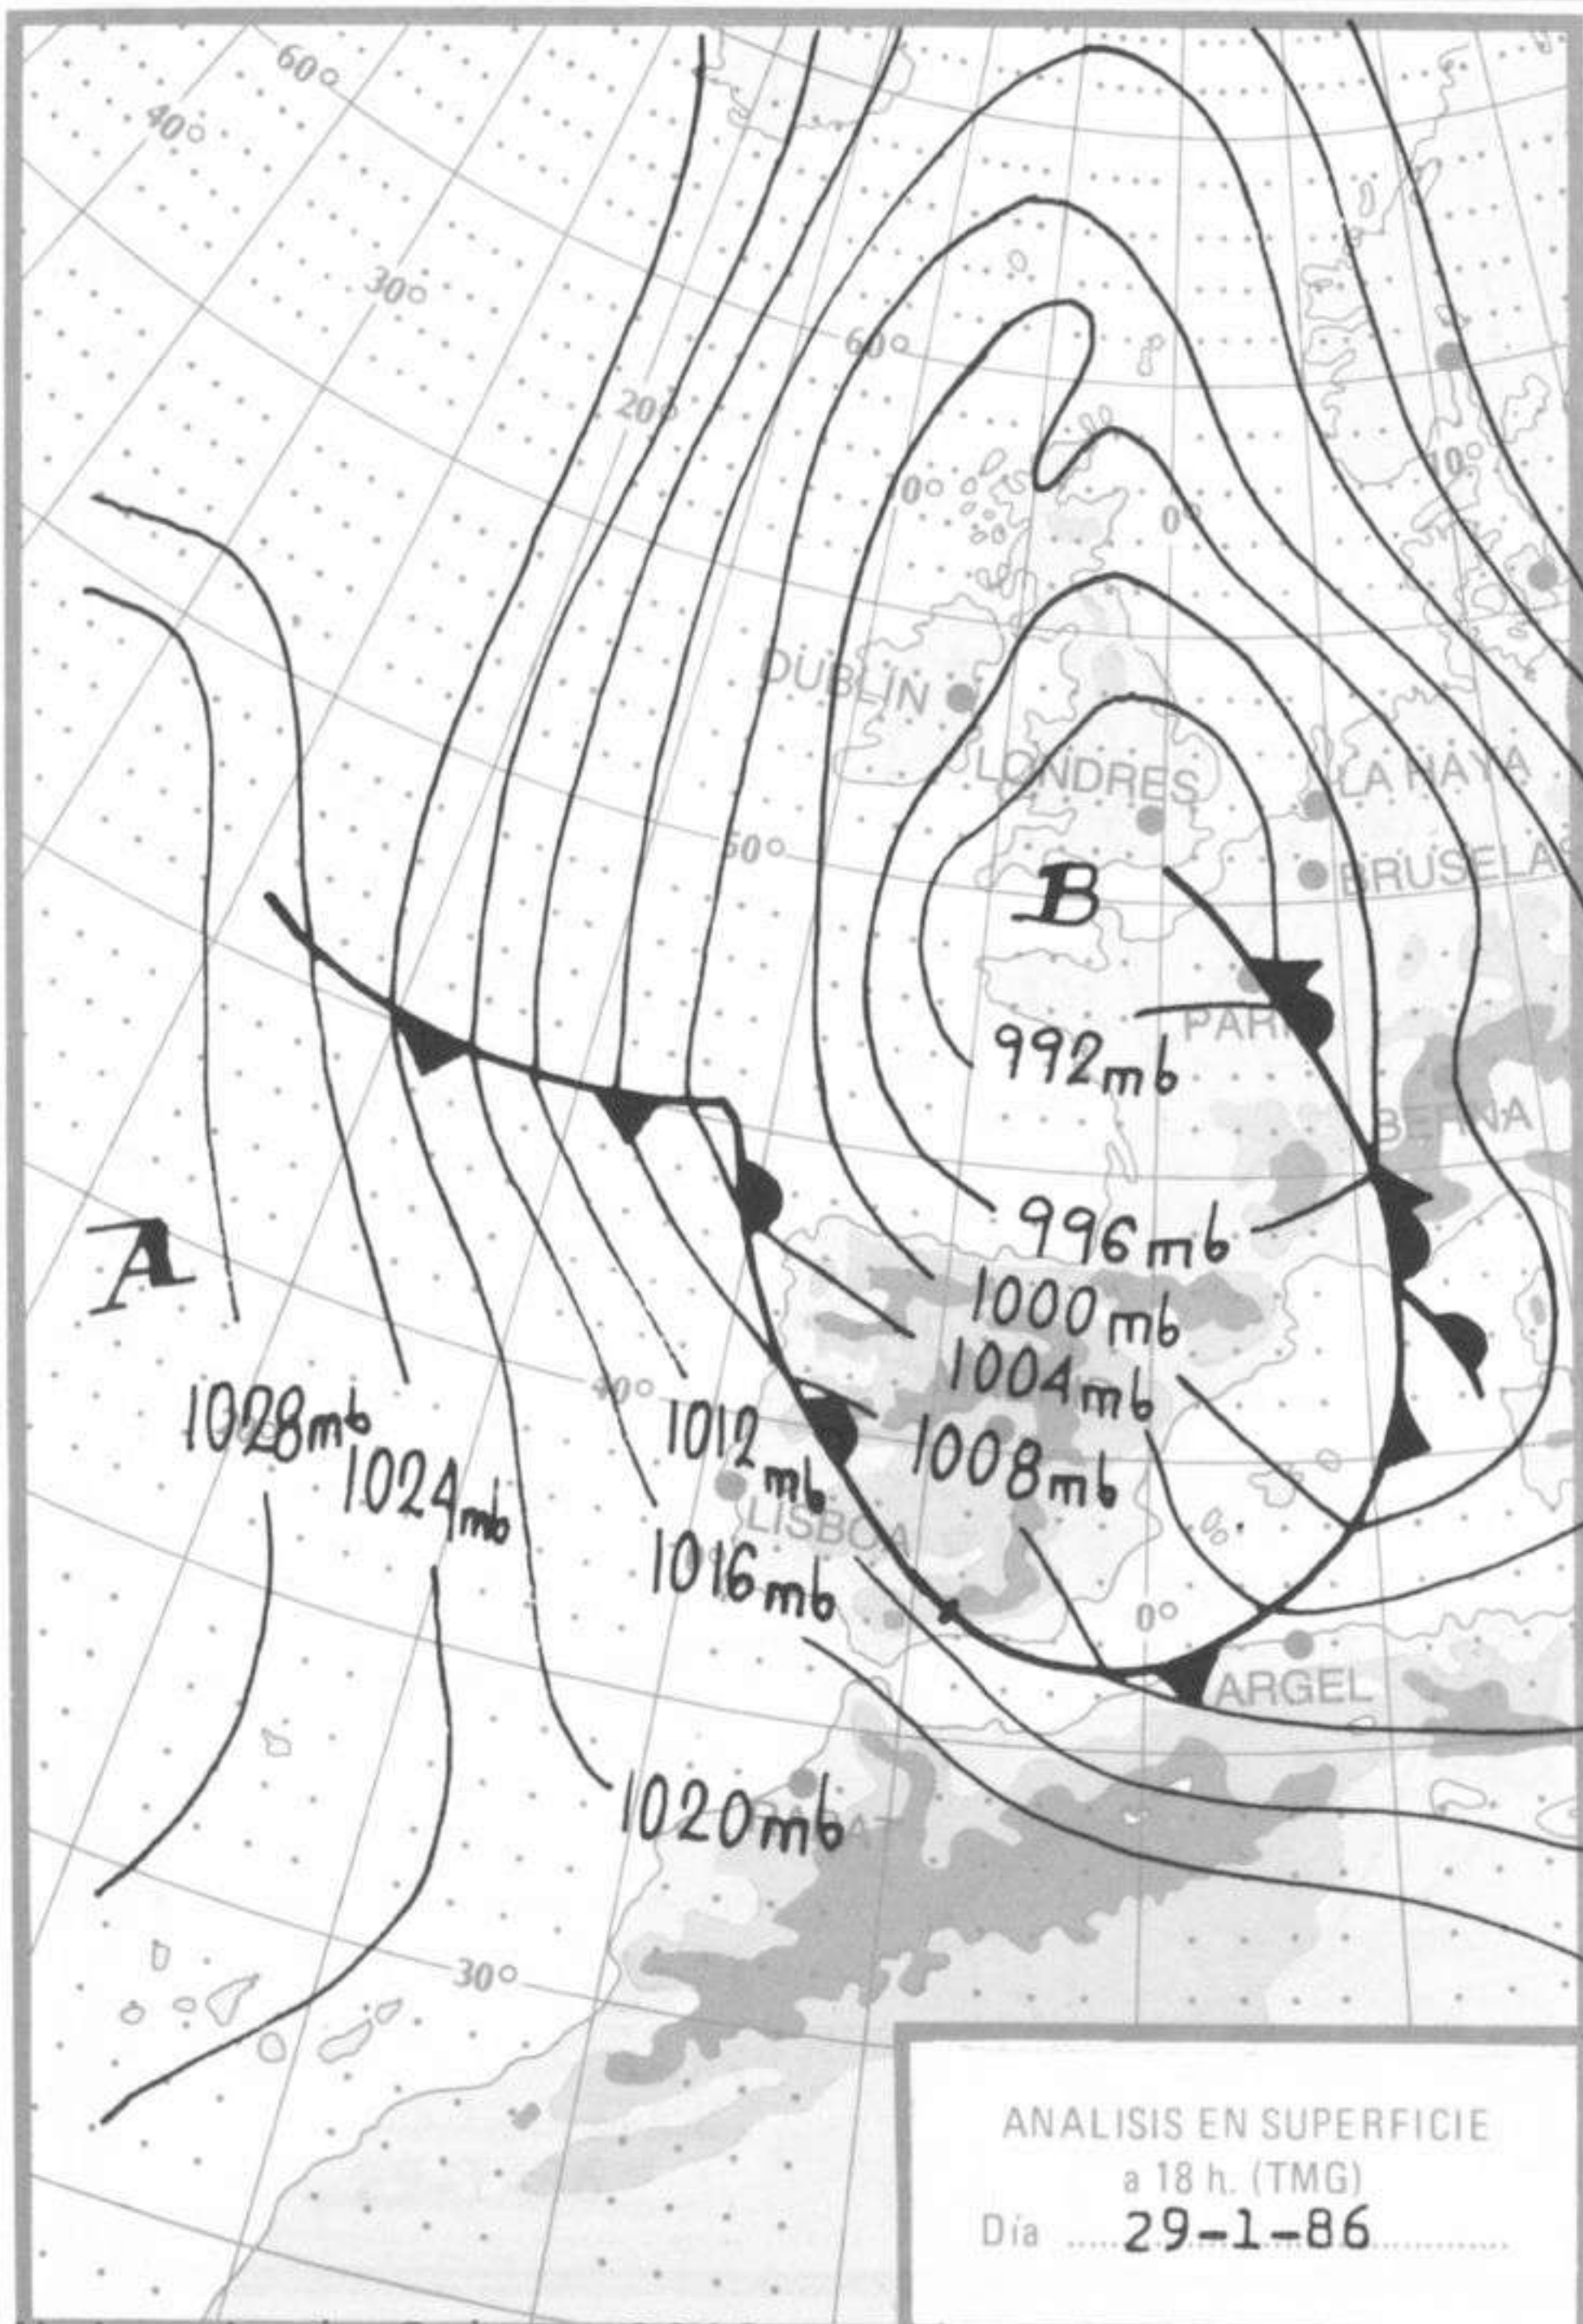 60°
40°
30°
60°
20°
10°
10°
0°
DUBLIN
LONDRES
LA HAYA
50°
B
BRUSELAS
PARI
992mb
BERNA
A
996mb
1000mb
1004mb
40°
1028mb
1012mb
1008mb
1024mb
LISBOA
1016mb
0°
ARGEL
1020mb
30°
ANALISIS EN SUPERFICIE
a 18 h. (TMG)
Día 29-1-86